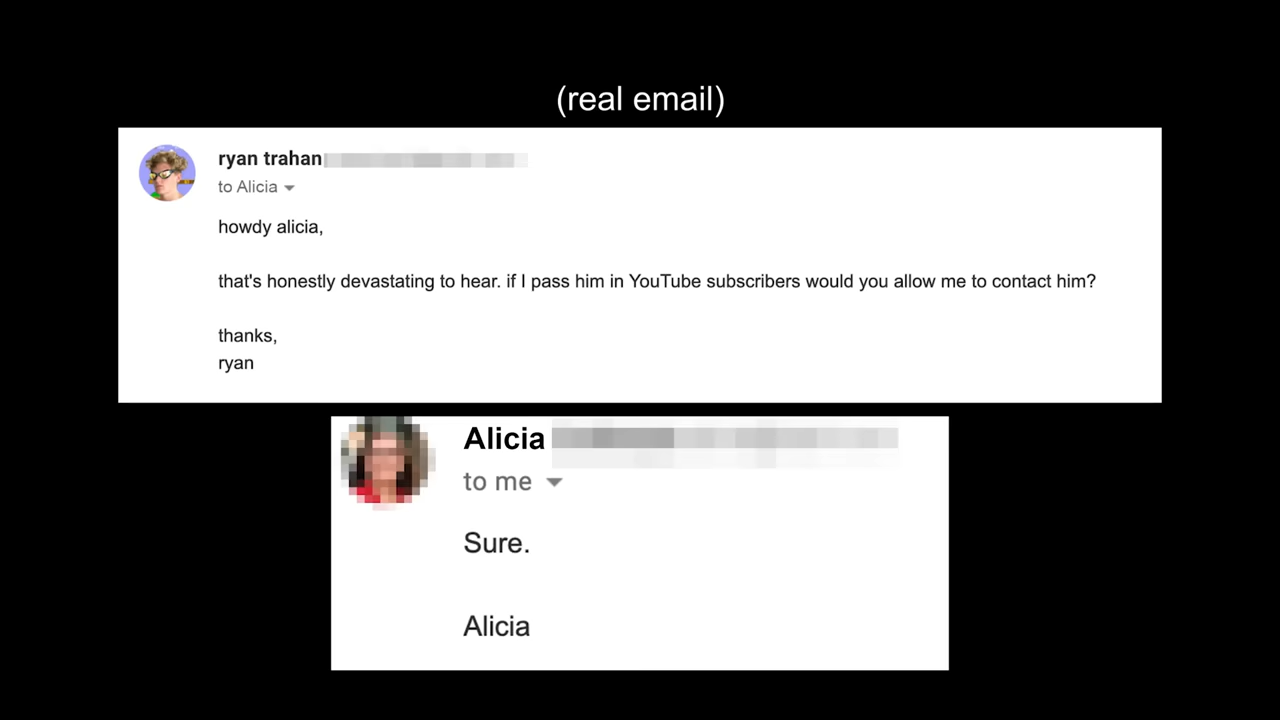 (real email)
ryan trahan
to Alicia
howdy alicia,
that's honestly devastating to hear. if I pass him in YouTube subscribers would you allow me to contact him?
thanks,
ryan
Alicia
to me
Sure.
Alicia